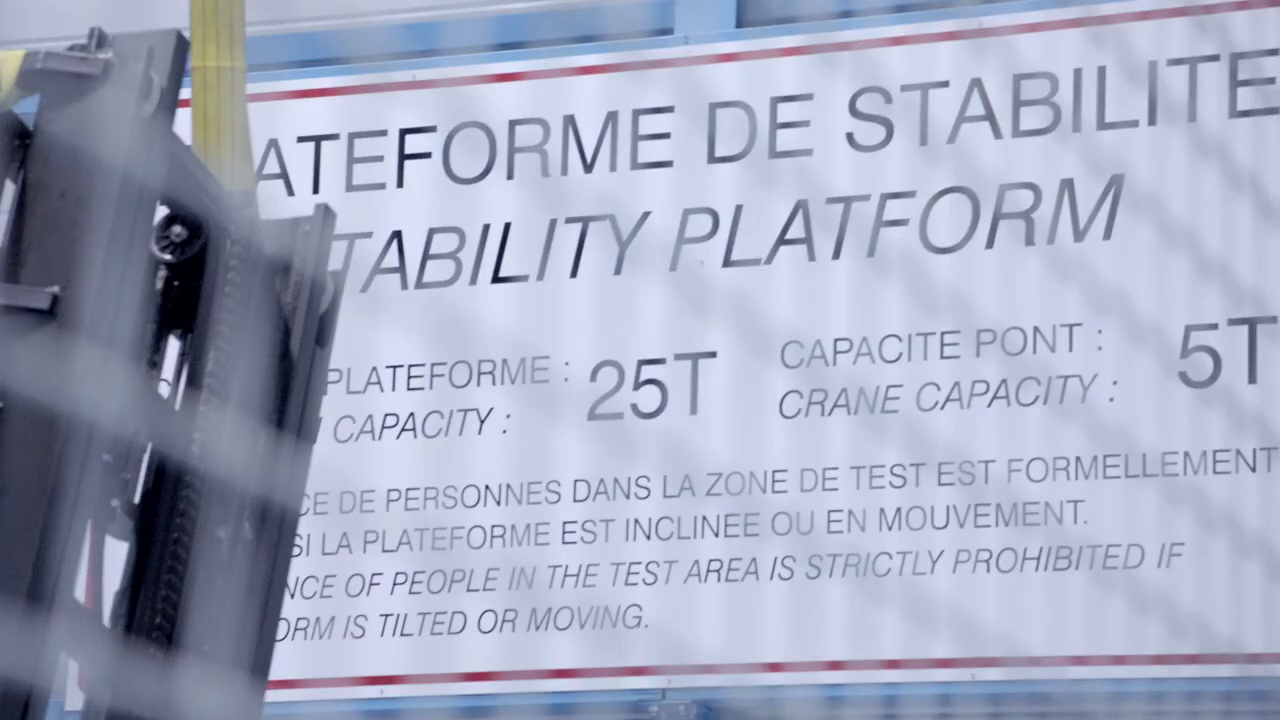 ATEFORME DE STABILITE
TABILITY PLATFORM
PLATEFORME : 25T CAPACITE PONT : 5T
CAPACITY : CRANE CAPACITY :
CE DE PERSONNES DANS LA ZONE DE TEST EST FORMELLEMENT
SI LA PLATEFORME EST INCLINEE OU EN MOUVEMENT.
NCE OF PEOPLE IN THE TEST AREA IS STRICTLY PROHIBITED IF
ORM IS TILTED OR MOVING.